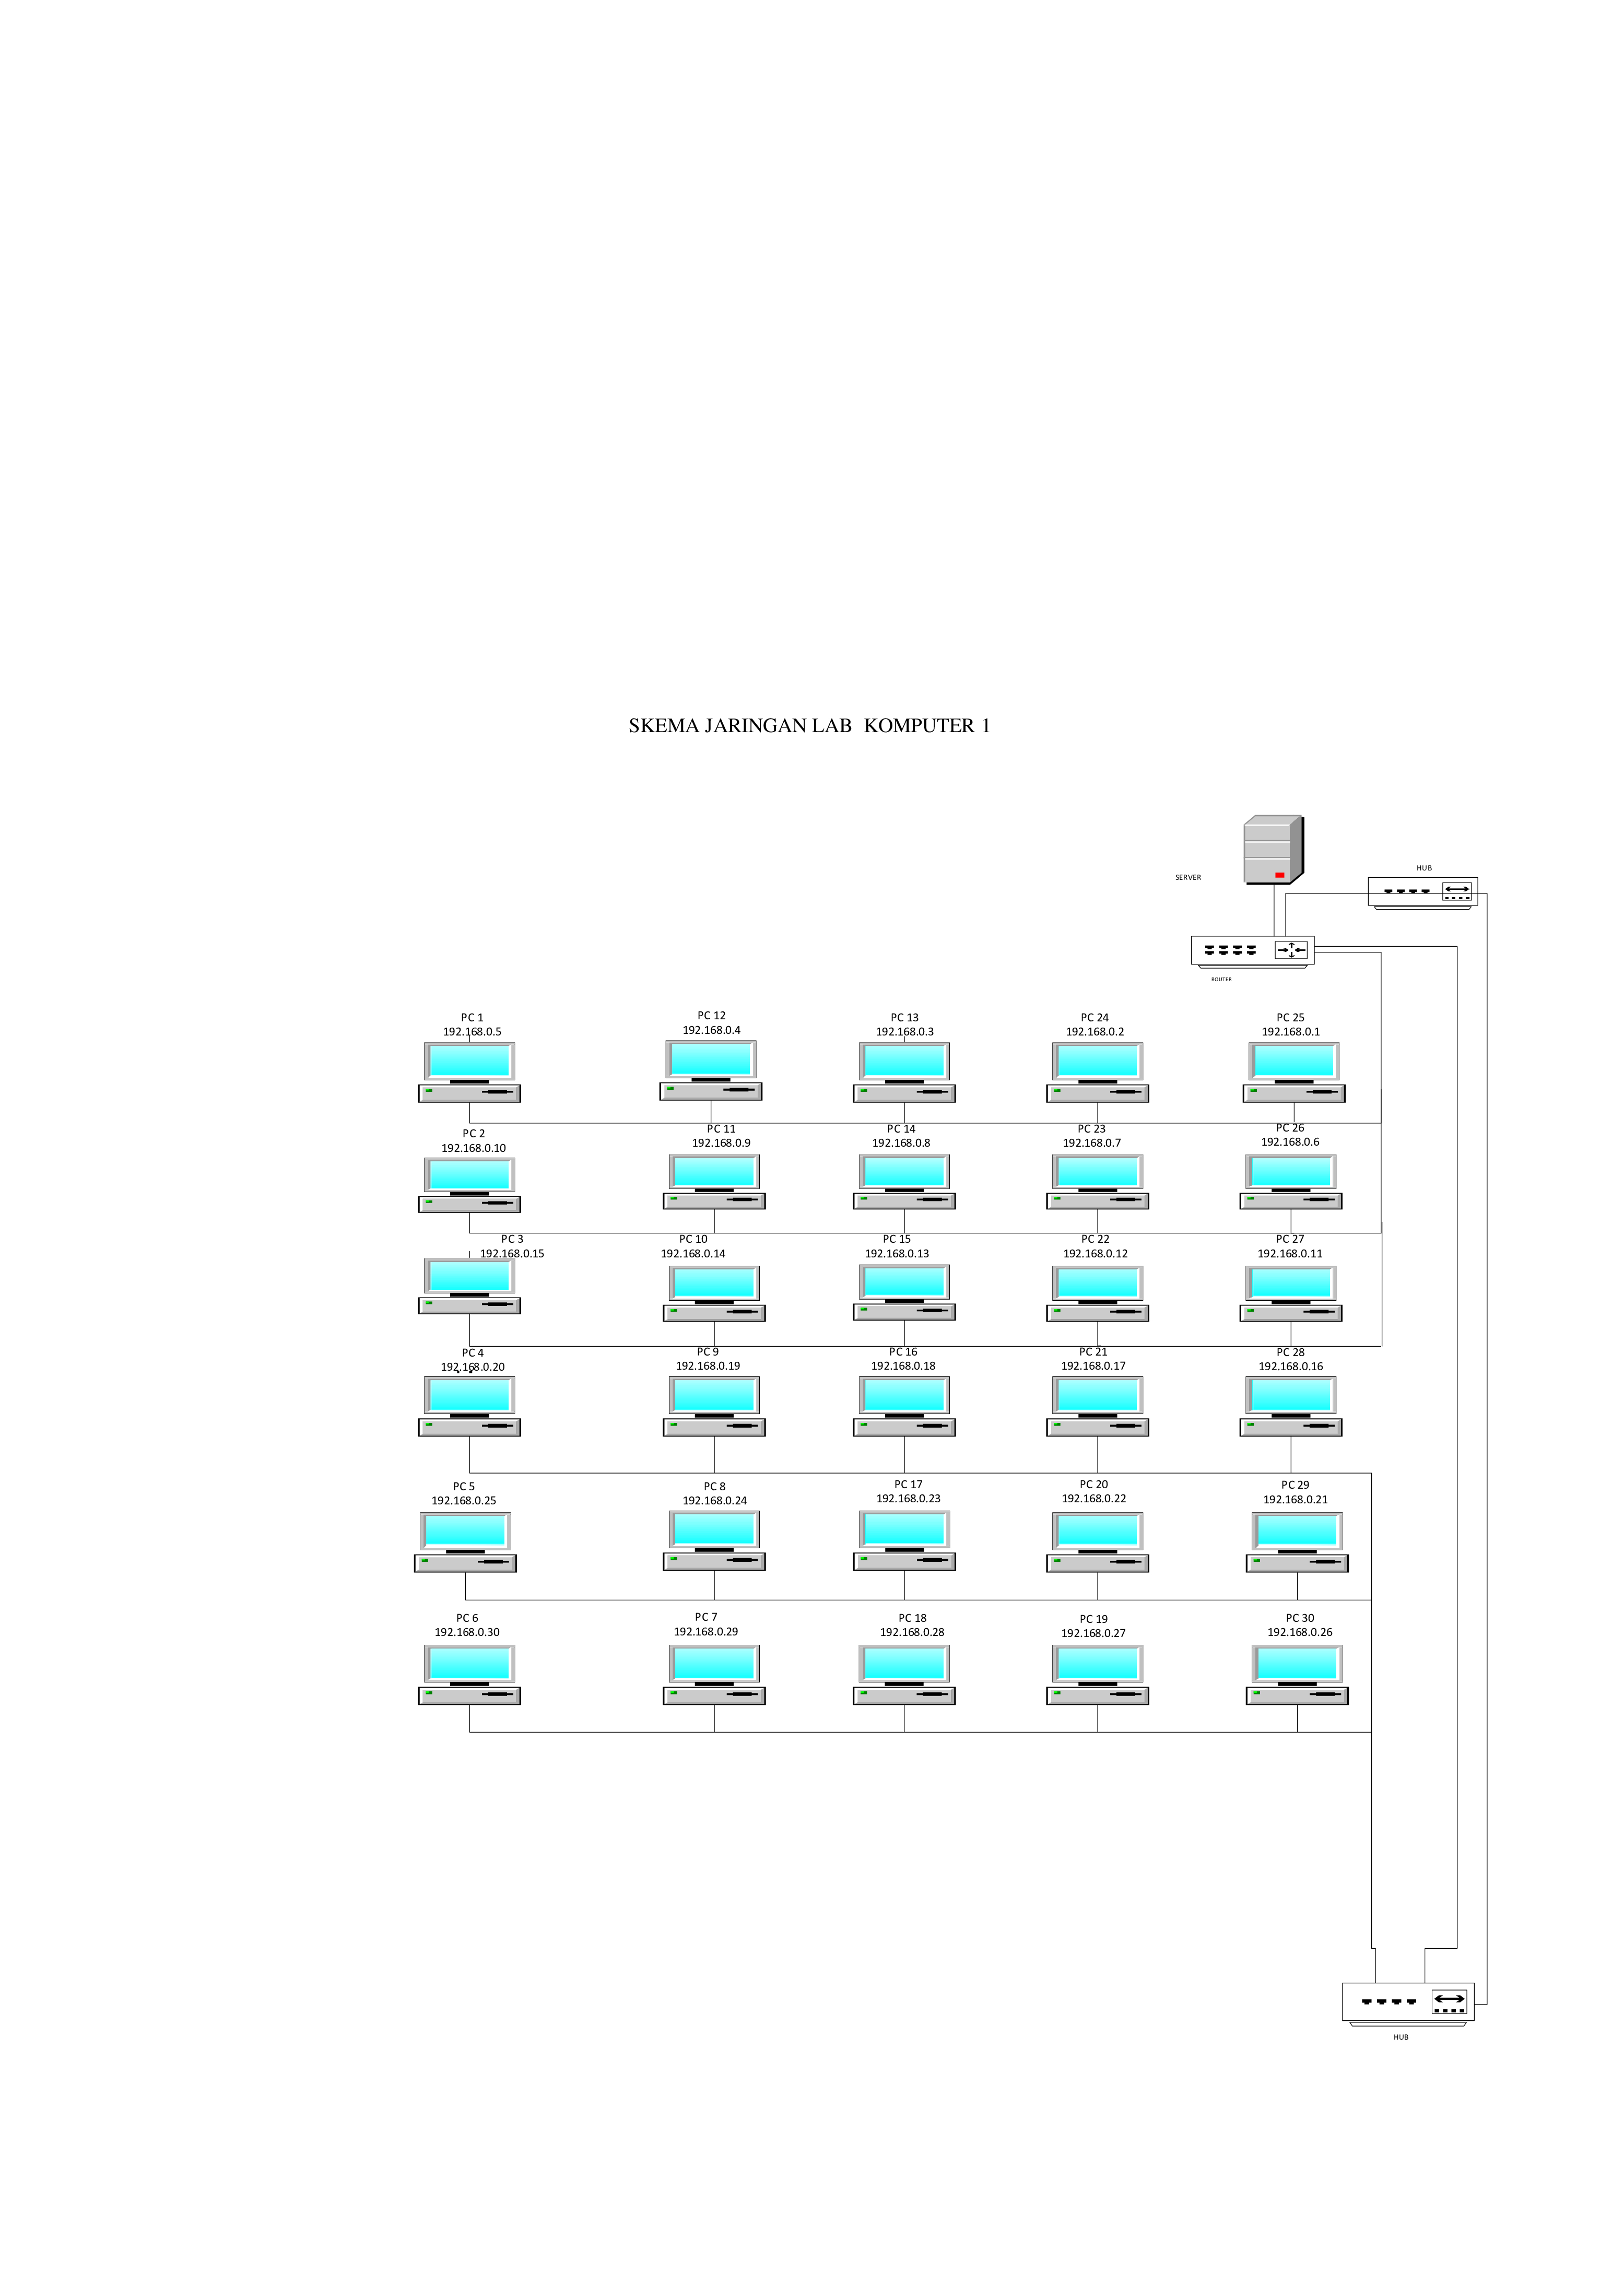 SKEMA JARINGAN LAB  KOMPUTER 1
HUB
SERVER
ROUTER
PC 1
192.168.0.5
PC 12
192.168.0.4
PC 13
192.168.0.3
PC 24
192.168.0.2
PC 25
192.168.0.1
PC 2
192.168.0.10
PC 11
192.168.0.9
PC 14
192.168.0.8
PC 23
192.168.0.7
PC 26
192.168.0.6
PC 3
192.168.0.15
PC 10
192.168.0.14
PC 15
192.168.0.13
PC 22
192.168.0.12
PC 27
192.168.0.11
PC 4
192.168.0.20
PC 9
192.168.0.19
PC 16
192.168.0.18
PC 21
192.168.0.17
PC 28
192.168.0.16
PC 5
192.168.0.25
PC 8
192.168.0.24
PC 17
192.168.0.23
PC 20
192.168.0.22
PC 29
192.168.0.21
PC 6
192.168.0.30
PC 7
192.168.0.29
PC 18
192.168.0.28
PC 19
192.168.0.27
PC 30
192.168.0.26
HUB